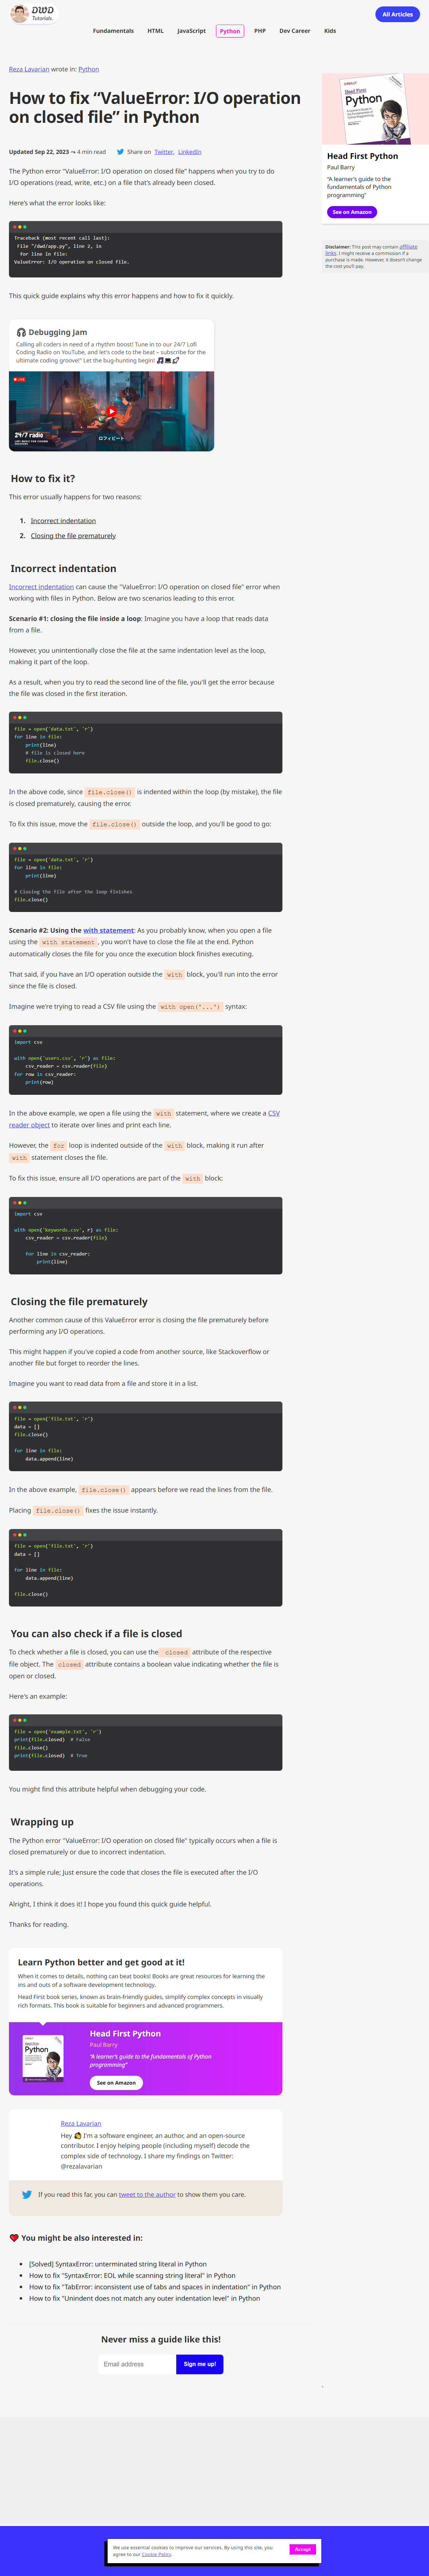 DWD
Tutorials.
All Articles
Fundamentals HTML JavaScript Python PHP Dev Career Kids
Reza Lavarian wrote in: Python
How to fix “ValueError: I/O operation
on closed file” in Python
Updated Sep 22, 2023 ⤳ 4 min read Share on Twitter, LinkedIn
The Python error “ValueError: I/O operation on closed file” happens when you try to do
I/O operations (read, write, etc.) on a file that’s already been closed.
Here’s what the error looks like:
Traceback (most recent call last):
File "/dwd/app.py", line 2, in
for line in file:
ValueError: I/O operation on closed file.
This quick guide explains why this error happens and how to fix it quickly.
🎧 Debugging Jam
Calling all coders in need of a rhythm boost! Tune in to our 24/7 Lofi
Coding Radio on YouTube, and let's code to the beat – subscribe for the
ultimate coding groove!" Let the bug-hunting begin! 🎵💻🚀
LIVE
24/7 radio
ロフィビート
How to fix it?
This error usually happens for two reasons:
1. Incorrect indentation
2. Closing the file prematurely
Incorrect indentation
Incorrect indentation can cause the "ValueError: I/O operation on closed file" error when
working with files in Python. Below are two scenarios leading to this error.
Scenario #1: closing the file inside a loop: Imagine you have a loop that reads data
from a file.
However, you unintentionally close the file at the same indentation level as the loop,
making it part of the loop.
As a result, when you try to read the second line of the file, you'll get the error because
the file was closed in the first iteration.
file = open('data.txt', 'r')
for line in file:
print(line)
# file is closed here
file.close()
In the above code, since file.close() is indented within the loop (by mistake), the file
is closed prematurely, causing the error.
To fix this issue, move the file.close() outside the loop, and you'll be good to go:
file = open('data.txt', 'r')
for line in file:
print(line)
# Closing the file after the loop finishes
file.close()
Scenario #2: Using the with statement: As you probably know, when you open a file
using the with statement, you won't have to close the file at the end. Python
automatically closes the file for you once the execution block finishes executing.
That said, if you have an I/O operation outside the with block, you'll run into the error
since the file is closed.
Imagine we're trying to read a CSV file using the with open("...") syntax:
import csv
with open('users.csv', 'r') as file:
csv_reader = csv.reader(file)
for row in csv_reader:
print(row)
In the above example, we open a file using the with statement, where we create a CSV
reader object to iterate over lines and print each line.
However, the for loop is indented outside of the with block, making it run after
with statement closes the file.
To fix this issue, ensure all I/O operations are part of the with block:
import csv
with open('keywords.csv', r) as file:
csv_reader = csv.reader(file)
for line in csv_reader:
print(line)
Closing the file prematurely
Another common cause of this ValueError error is closing the file prematurely before
performing any I/O operations.
This might happen if you've copied a code from another source, like Stackoverflow or
another file but forget to reorder the lines.
Imagine you want to read data from a file and store it in a list.
file = open('file.txt', 'r')
data = []
file.close()
for line in file:
data.append(line)
In the above example, file.close() appears before we read the lines from the file.
Placing file.close() fixes the issue instantly.
file = open('file.txt', 'r')
data = []
for line in file:
data.append(line)
file.close()
You can also check if a file is closed
To check whether a file is closed, you can use the closed attribute of the respective
file object. The closed attribute contains a boolean value indicating whether the file is
open or closed.
Here's an example:
file = open('example.txt', 'r')
print(file.closed) # False
file.close()
print(file.closed) # True
You might find this attribute helpful when debugging your code.
Wrapping up
The Python error "ValueError: I/O operation on closed file" typically occurs when a file is
closed prematurely or due to incorrect indentation.
It's a simple rule; Just ensure the code that closes the file is executed after the I/O
operations.
Alright, I think it does it! I hope you found this quick guide helpful.
Thanks for reading.
Learn Python better and get good at it!
When it comes to details, nothing can beat books! Books are great resources for learning the
ins and outs of a software development technology.
Head First book series, known as brain-friendly guides, simplify complex concepts in visually
rich formats. This book is suitable for beginners and advanced programmers.
Head First
Python
Head First Python
Paul Barry
"A learner's guide to the fundamentals of Python
programming"
See on Amazon
Reza Lavarian
Hey 👋 I'm a software engineer, an author, and an open-source
contributor. I enjoy helping people (including myself) decode the
complex side of technology. I share my findings on Twitter:
@rezalavarian
If you read this far, you can tweet to the author to show them you care.
❤️ You might be also interested in:
[Solved] SyntaxError: unterminated string literal in Python
How to fix "SyntaxError: EOL while scanning string literal" in Python
How to fix "TabError: inconsistent use of tabs and spaces in indentation" in Python
How to fix "Unindent does not match any outer indentation level" in Python
Never miss a guide like this!
Email address Sign me up!
Head First
Python
Head First Python
Paul Barry
"A learner's guide to the
fundamentals of Python
programming"
See on Amazon
Disclaimer: This post may contain affiliate
links. I might receive a commission if a
purchase is made. However, it doesn't change
the cost you'll pay.
We use essential cookies to improve our services. By using this site, you
agree to our Cookie Policy.
Accept